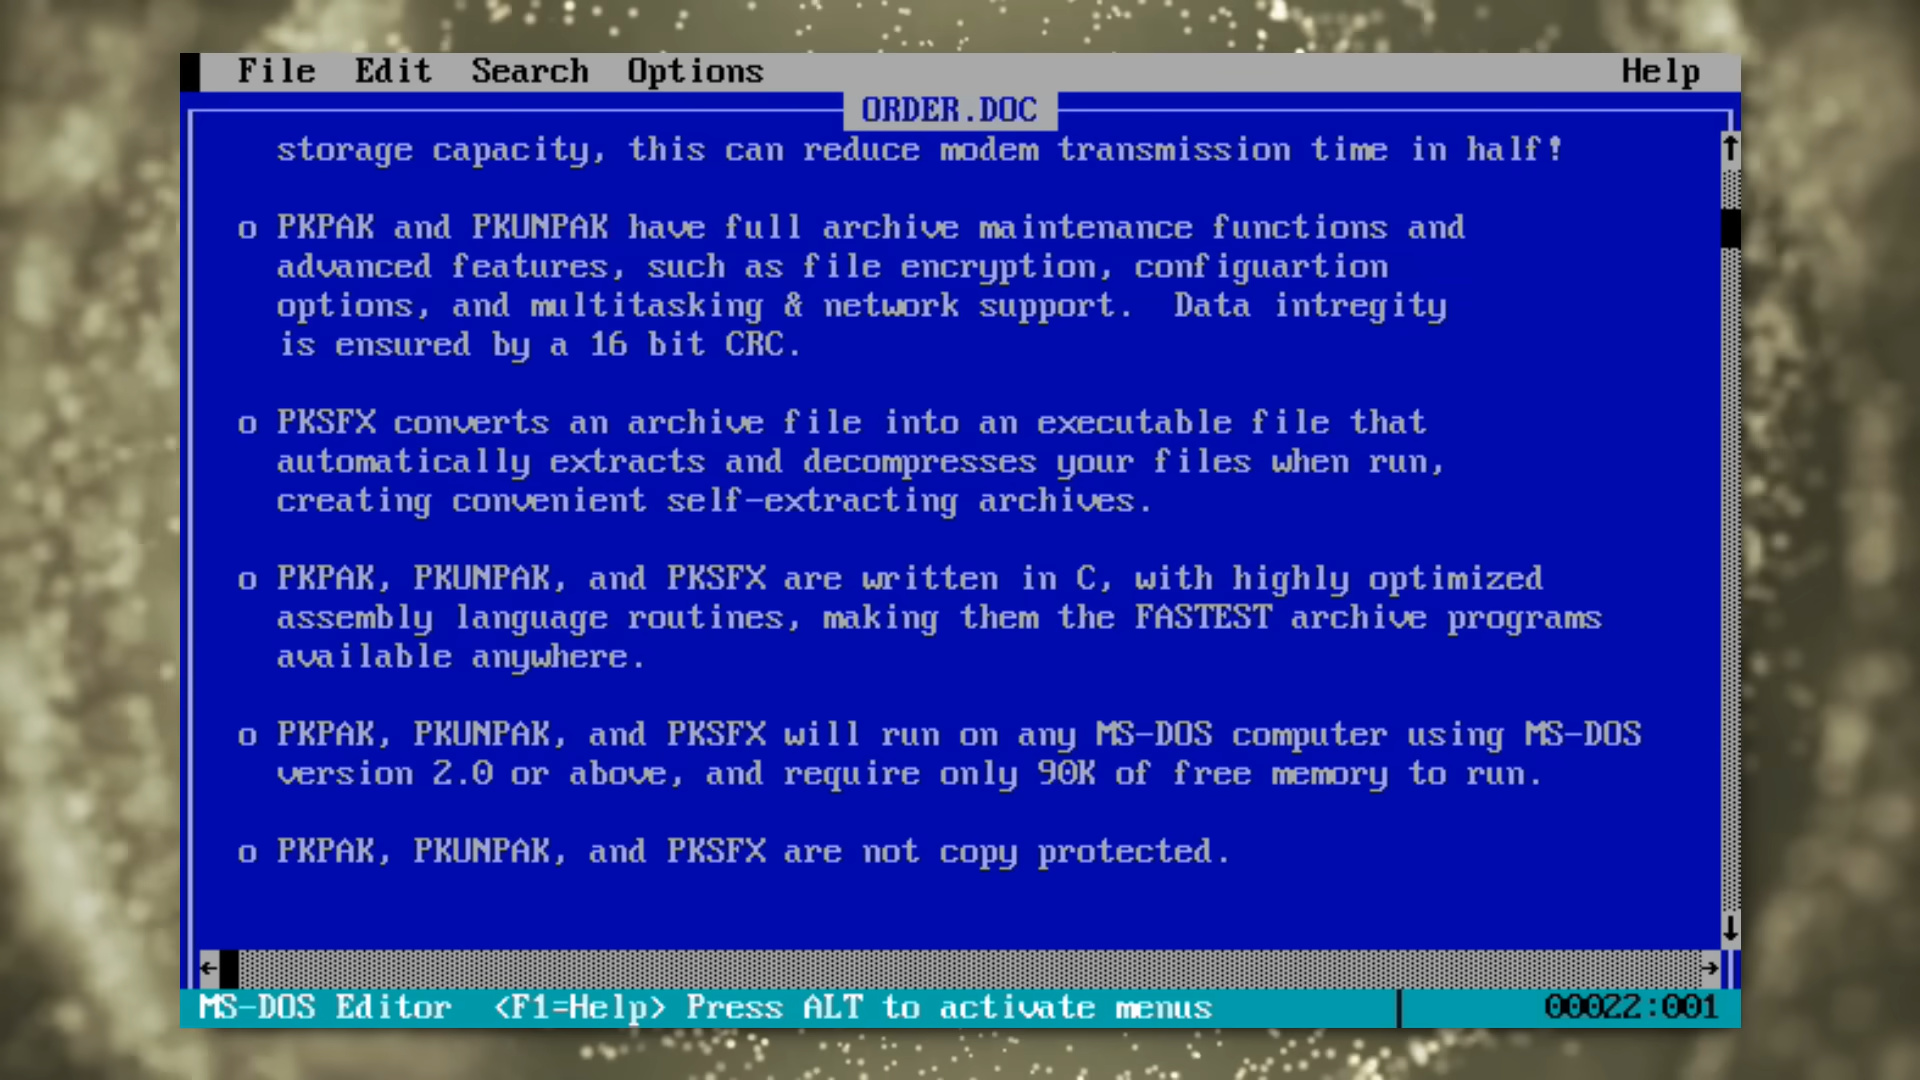 File Edit Search Options Help
ORDER.DOC
storage capacity, this can reduce modem transmission time in half!
o PKPAK and PKUNPAK have full archive maintenance functions and
advanced features, such as file encryption, configuartion
options, and multitasking & network support. Data intregity
is ensured by a 16 bit CRC.
o PKSFX converts an archive file into an executable file that
automatically extracts and decompresses your files when run,
creating convenient self-extracting archives.
o PKPAK, PKUNPAK, and PKSFX are written in C, with highly optimized
assembly language routines, making them the FASTEST archive programs
available anywhere.
o PKPAK, PKUNPAK, and PKSFX will run on any MS-DOS computer using MS-DOS
version 2.0 or above, and require only 90K of free memory to run.
o PKPAK, PKUNPAK, and PKSFX are not copy protected.
MS-DOS Editor <F1=Help> Press ALT to activate menus 00022:001